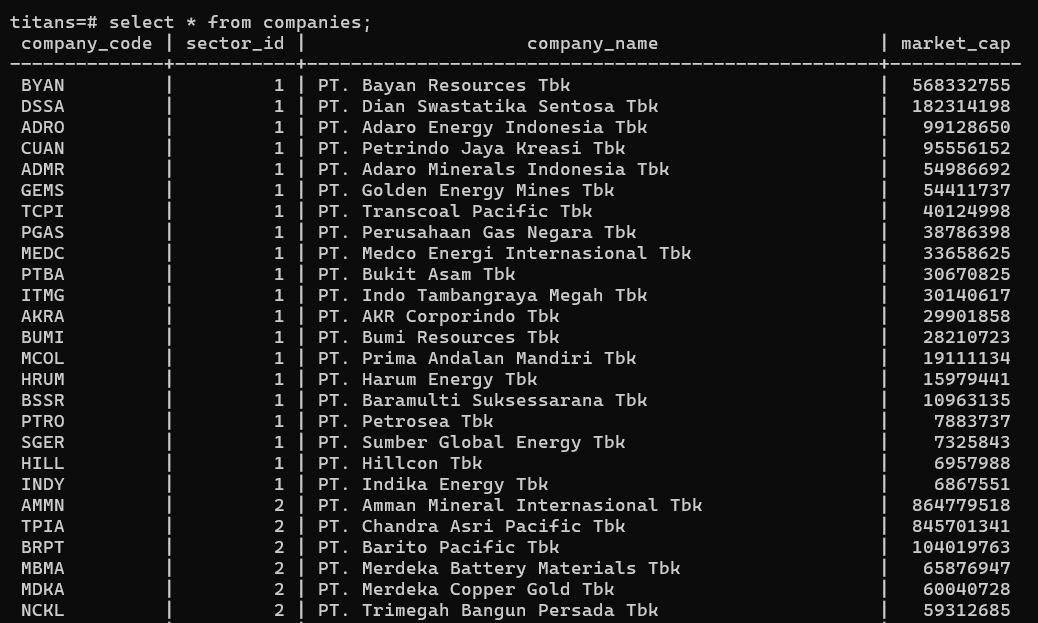 titans=# select * from companies;
 company_code | sector_id |                    company_name                    | market_cap
--------------+-----------+----------------------------------------------------+------------
 BYAN         |         1 | PT. Bayan Resources Tbk                            |  568332755
 DSSA         |         1 | PT. Dian Swastatika Sentosa Tbk                    |  182314198
 ADRO         |         1 | PT. Adaro Energy Indonesia Tbk                     |   99128650
 CUAN         |         1 | PT. Petrindo Jaya Kreasi Tbk                       |   95556152
 ADMR         |         1 | PT. Adaro Minerals Indonesia Tbk                   |   54986692
 GEMS         |         1 | PT. Golden Energy Mines Tbk                        |   54411737
 TCPI         |         1 | PT. Transcoal Pacific Tbk                          |   40124998
 PGAS         |         1 | PT. Perusahaan Gas Negara Tbk                      |   38786398
 MEDC         |         1 | PT. Medco Energi Internasional Tbk                 |   33658625
 PTBA         |         1 | PT. Bukit Asam Tbk                                 |   30670825
 ITMG         |         1 | PT. Indo Tambangraya Megah Tbk                     |   30140617
 AKRA         |         1 | PT. AKR Corporindo Tbk                             |   29901858
 BUMI         |         1 | PT. Bumi Resources Tbk                             |   28210723
 MCOL         |         1 | PT. Prima Andalan Mandiri Tbk                      |   19111134
 HRUM         |         1 | PT. Harum Energy Tbk                               |   15979441
 BSSR         |         1 | PT. Baramulti Suksessarana Tbk                     |   10963135
 PTRO         |         1 | PT. Petrosea Tbk                                   |    7883737
 SGER         |         1 | PT. Sumber Global Energy Tbk                       |    7325843
 HILL         |         1 | PT. Hillcon Tbk                                    |    6957988
 INDY         |         1 | PT. Indika Energy Tbk                              |    6867551
 AMMN         |         2 | PT. Amman Mineral Internasional Tbk                |  864779518
 TPIA         |         2 | PT. Chandra Asri Pacific Tbk                       |  845701341
 BRPT         |         2 | PT. Barito Pacific Tbk                             |  104019763
 MBMA         |         2 | PT. Merdeka Battery Materials Tbk                  |   65876947
 MDKA         |         2 | PT. Merdeka Copper Gold Tbk                        |   60040728
 NCKL         |         2 | PT. Trimegah Bangun Persada Tbk                    |   59312685